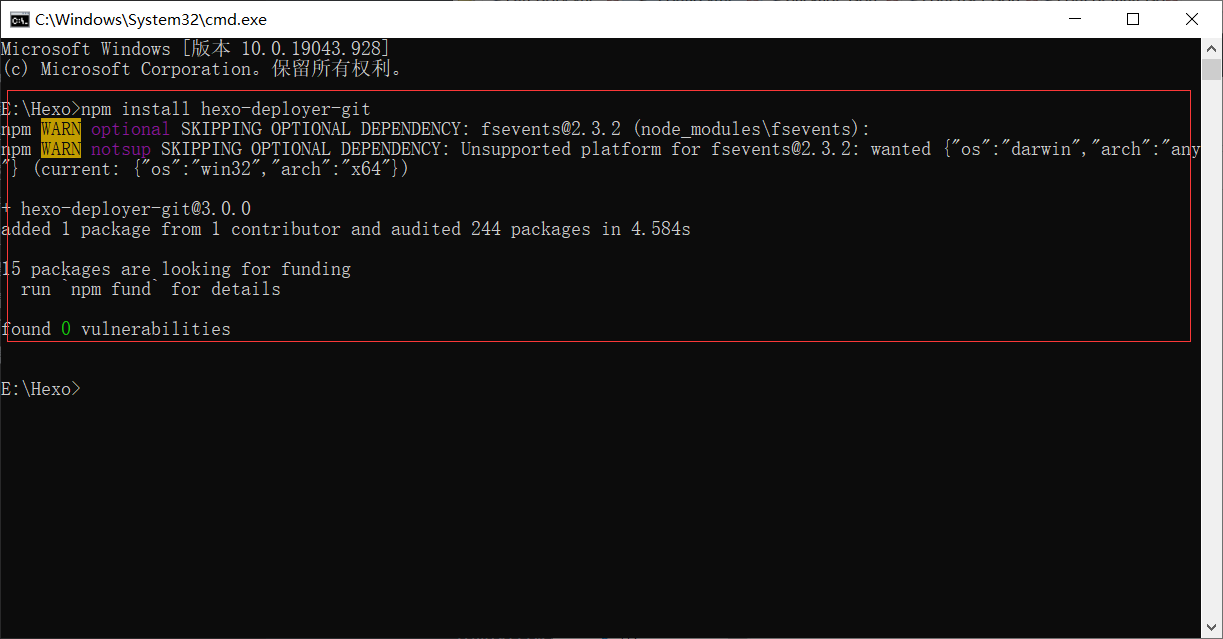 C:\Windows\System32\cmd.exe
Microsoft Windows [版本 10.0.19043.928]
(c) Microsoft Corporation。保留所有权利。
E:\Hexo>npm install hexo-deployer-git
npm WARN optional SKIPPING OPTIONAL DEPENDENCY: fsevents@2.3.2 (node_modules\fsevents):
npm WARN notsup SKIPPING OPTIONAL DEPENDENCY: Unsupported platform for fsevents@2.3.2: wanted {"os":"darwin","arch":"any
"} (current: {"os":"win32","arch":"x64"})
+ hexo-deployer-git@3.0.0
added 1 package from 1 contributor and audited 244 packages in 4.584s
15 packages are looking for funding
  run `npm fund` for details
found 0 vulnerabilities
E:\Hexo>